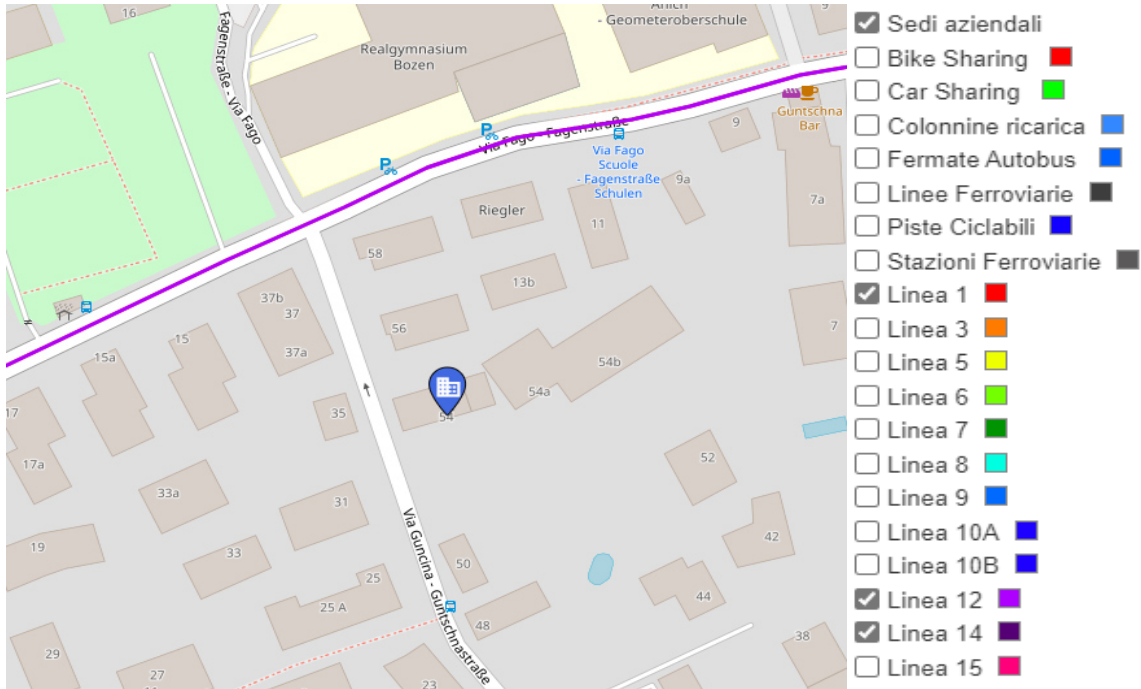 16
Fagenstraße - Via Fago
Realgymnasium
Bozen
Anich
- Geometeroberschule
9
P
P
Via Fago - Fagenstraße
Via Fago
Scuole
- Fagenstraße
Schulen
Guntschna
Bar
9
9a
7a
Riegler
11
58
13b
56
37b
37
37a
15
15a
54b
54a
54
7
35
17
17a
33a
31
52
19
33
25
25 A
50
42
44
48
Via Guncina - Guntschnastraße
29
27
23
38
Sedi aziendali
Bike Sharing
Car Sharing
Colonnine ricarica
Fermate Autobus
Linee Ferroviarie
Piste Ciclabili
Stazioni Ferroviarie
Linea 1
Linea 3
Linea 5
Linea 6
Linea 7
Linea 8
Linea 9
Linea 10A
Linea 10B
Linea 12
Linea 14
Linea 15